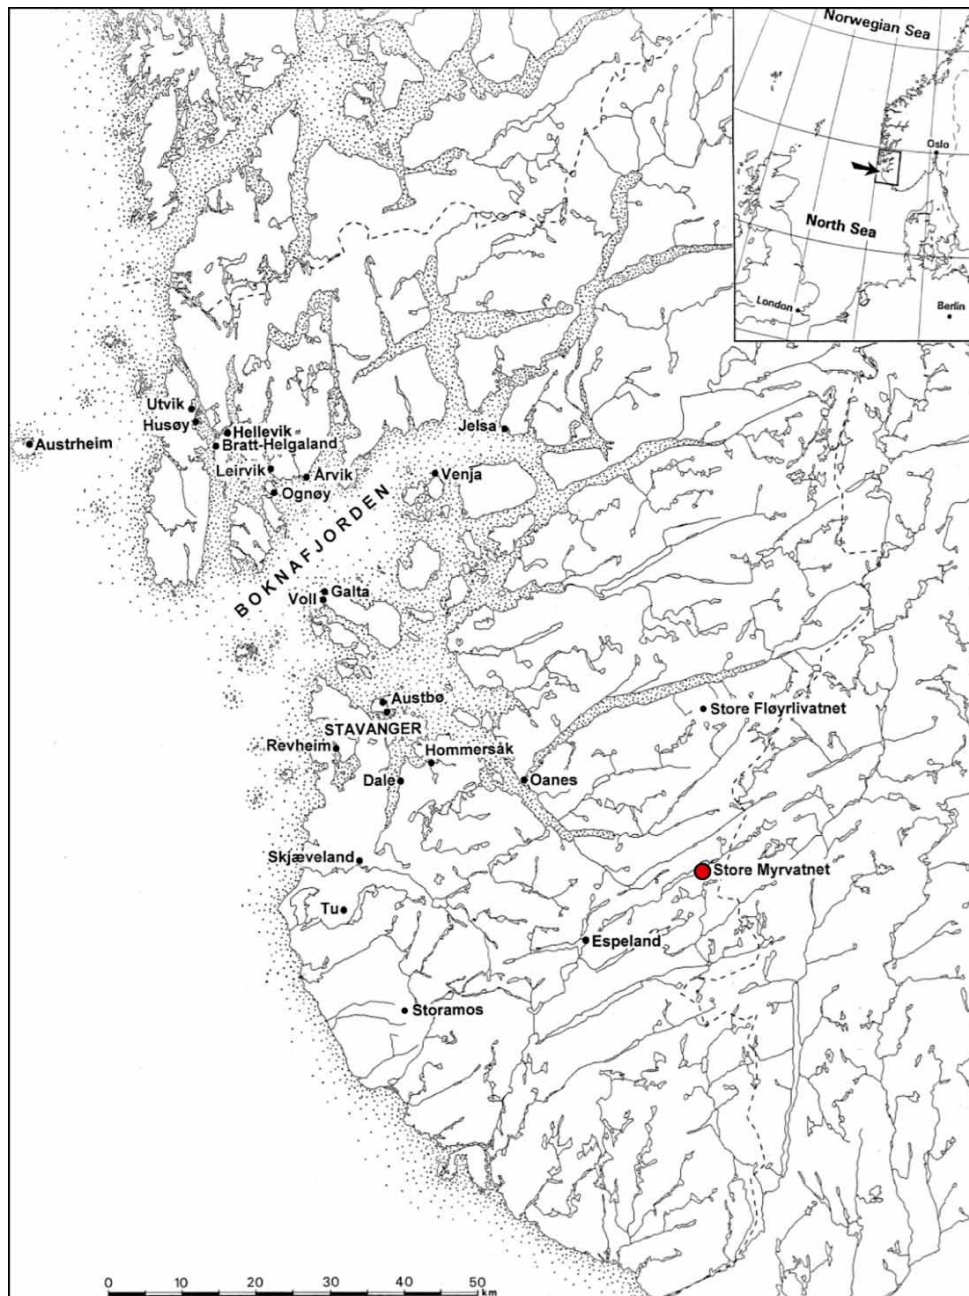 Norwegian Sea
Oslo
North Sea
London
Berlin
Utvik
Husøy
Austrheim
Hellevik
Bratt-Helgaland
Jelsa
Leirvik
Årvik
Venja
Ognøy
BOKNAFJORDEN
Galta
Voll
Austbø
Store Fløyrlivatnet
STAVANGER
Revheim
Hommersåk
Dale
Oanes
Skjæveland
Store Myrvatnet
Tu
Espeland
Storamos
0 10 20 30 40 50
km